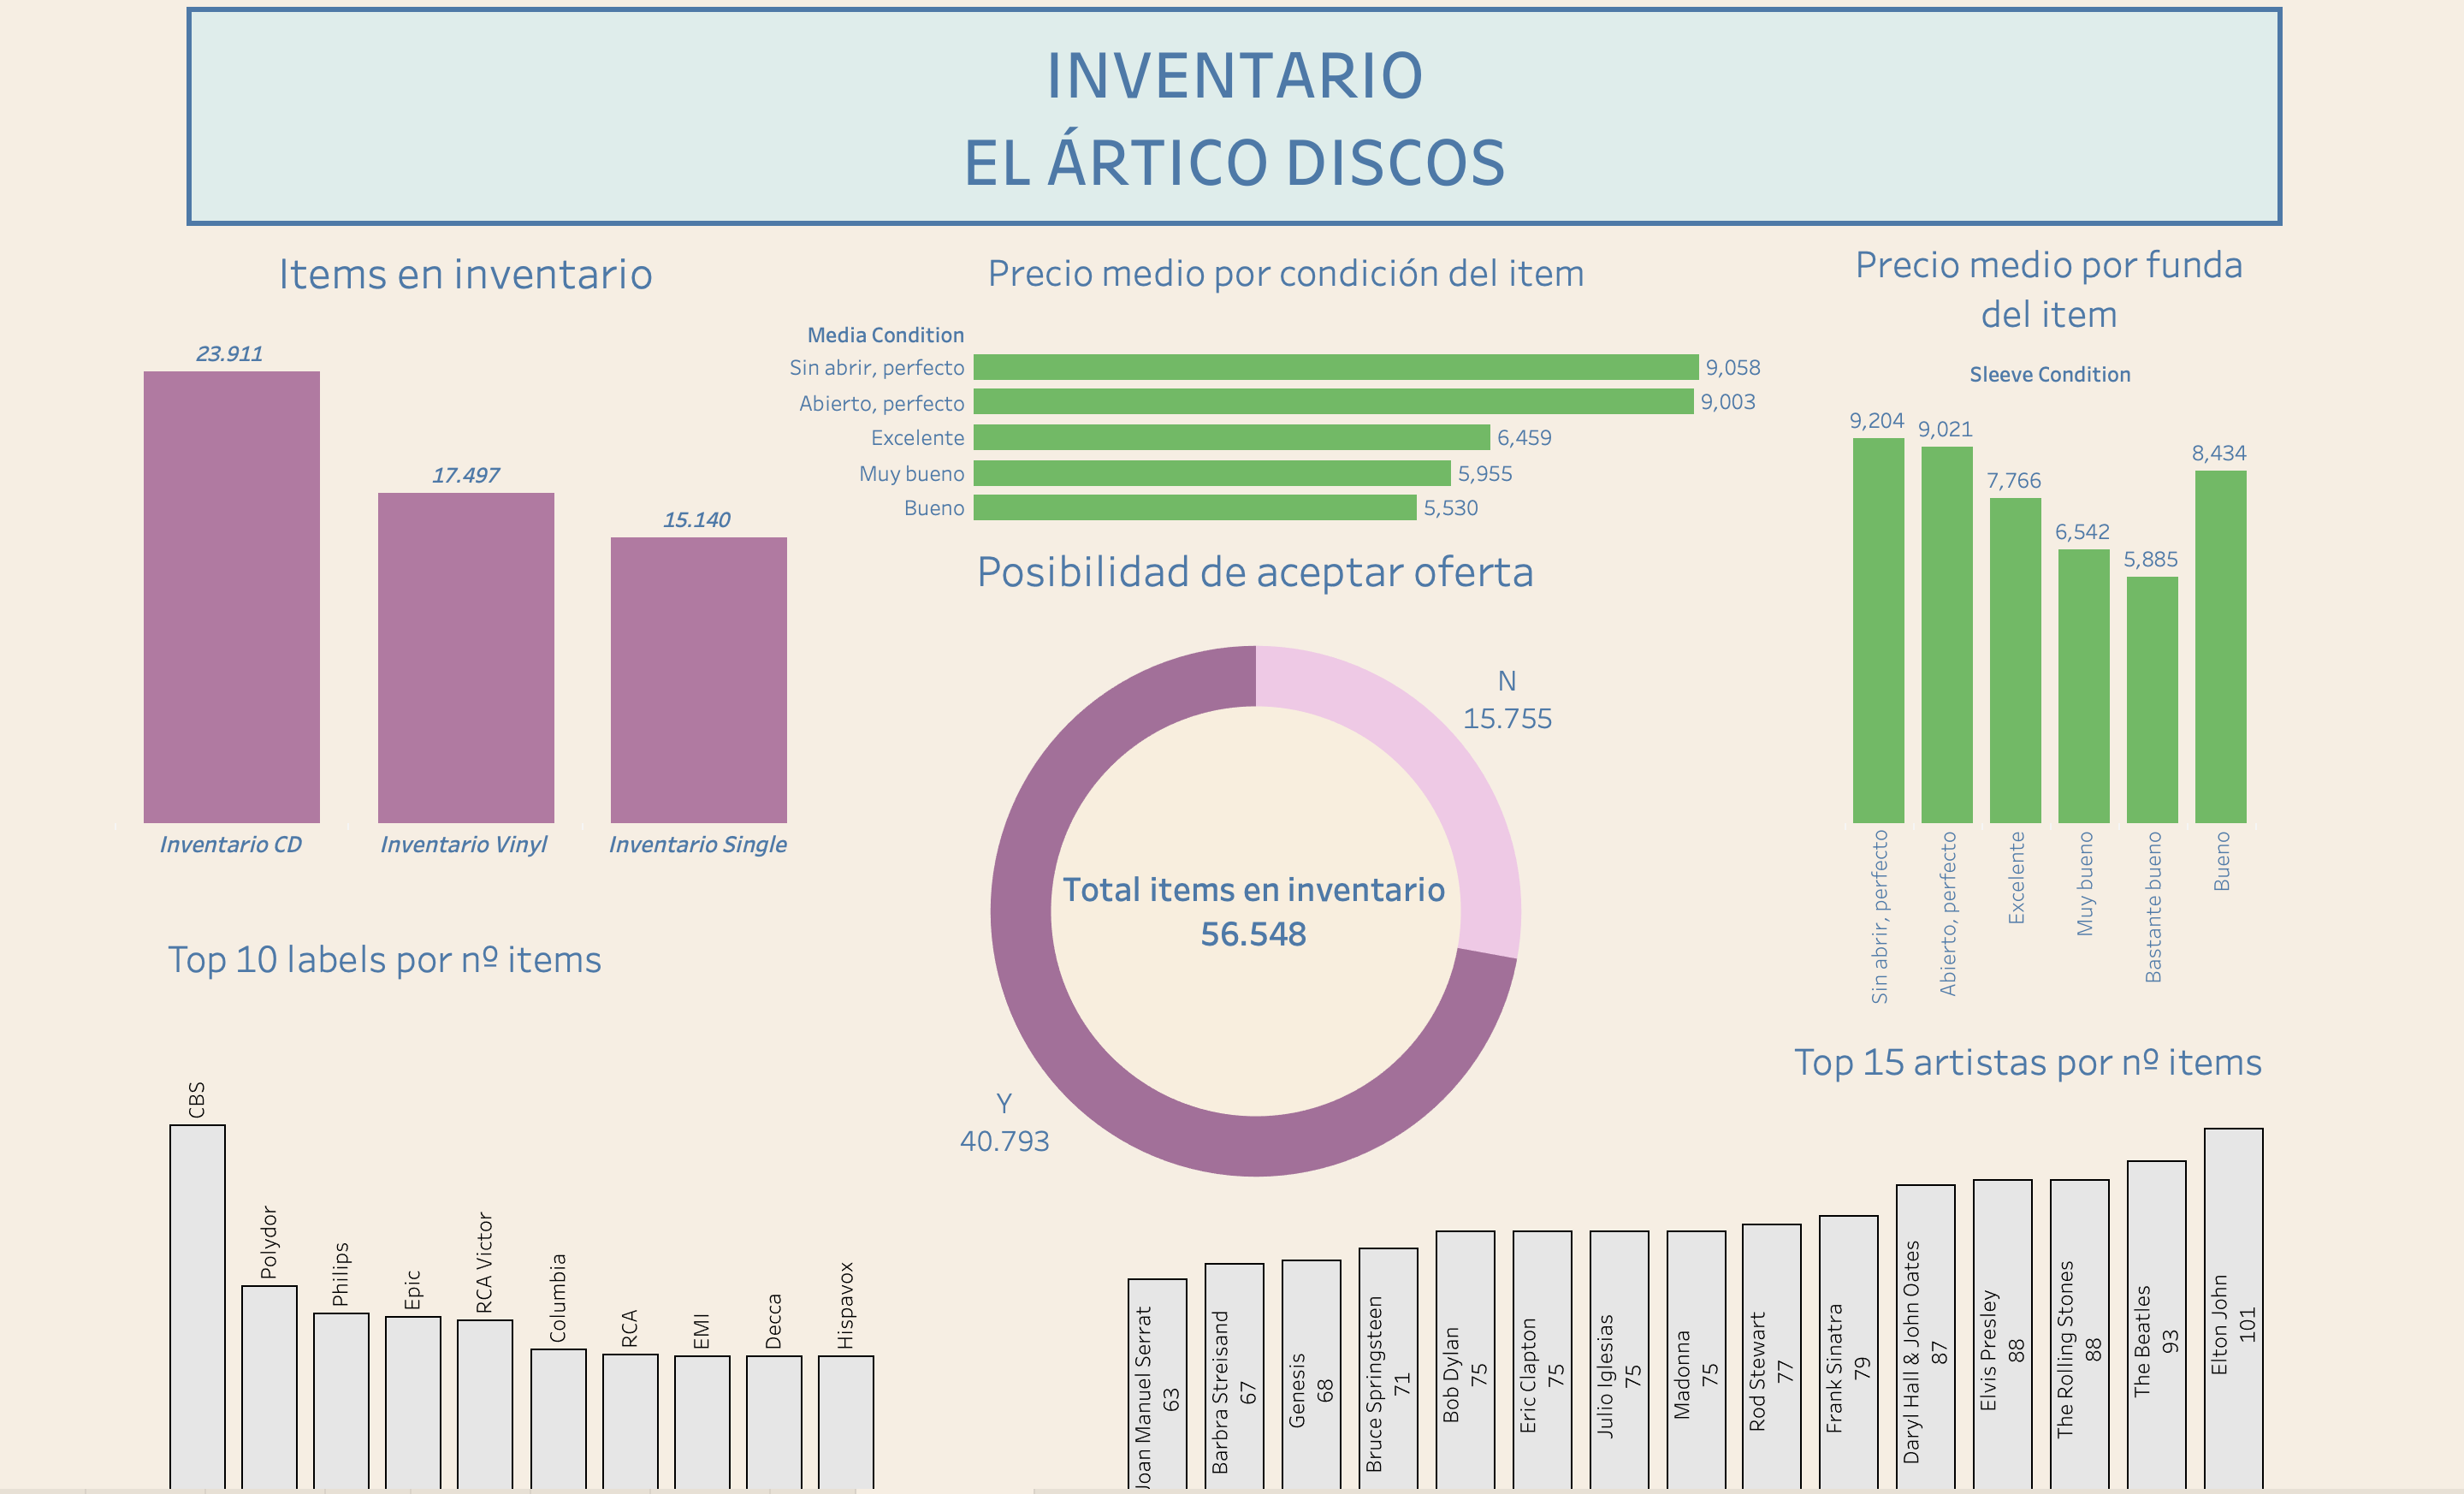 INVENTARIO
EL ÁRTICO DISCOS
Items en inventario
23.911
17.497
15.140
Inventario CD
Inventario Vinyl
Inventario Single
Precio medio por condición del item
Media Condition
Sin abrir, perfecto
9,058
Abierto, perfecto
9,003
Excelente
6,459
Muy bueno
5,955
Bueno
5,530
Precio medio por funda
del item
Sleeve Condition
9,204
9,021
7,766
6,542
5,885
8,434
Sin abrir, perfecto
Abierto, perfecto
Excelente
Muy bueno
Bastante bueno
Bueno
Posibilidad de aceptar oferta
N
15.755
Total items en inventario
56.548
Y
40.793
Top 10 labels por nº items
CBS
Polydor
Philips
Epic
RCA Victor
Columbia
RCA
EMI
Decca
Hispavox
Top 15 artistas por nº items
Joan Manuel Serrat
63
Barbra Streisand
67
Genesis
68
Bruce Springsteen
71
Bob Dylan
75
Eric Clapton
75
Julio Iglesias
75
Madonna
75
Rod Stewart
77
Frank Sinatra
79
Daryl Hall & John Oates
87
Elvis Presley
88
The Rolling Stones
88
The Beatles
93
Elton John
101